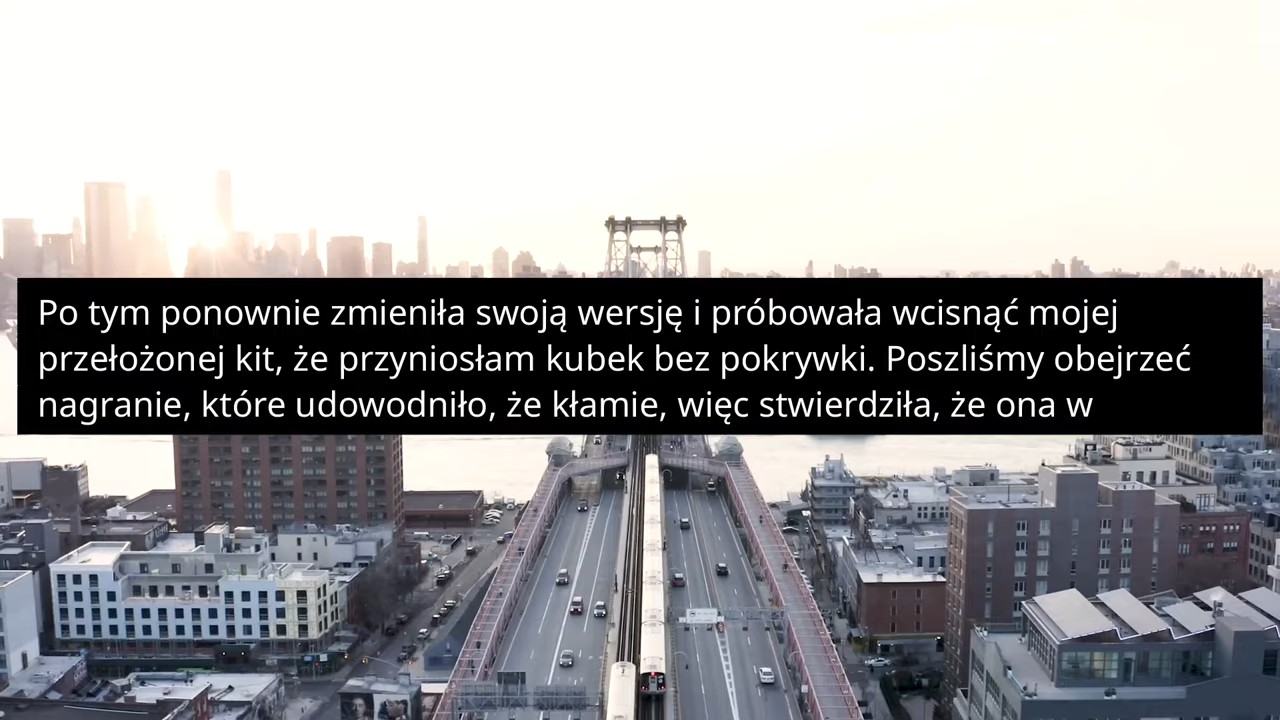 Po tym ponownie zmieniła swoją wersję i próbowała wcisnąć mojej
przełożonej kit, że przyniosłam kubek bez pokrywki. Poszliśmy obejrzeć
nagranie, które udowodniło, że kłamie, więc stwierdziła, że ona w